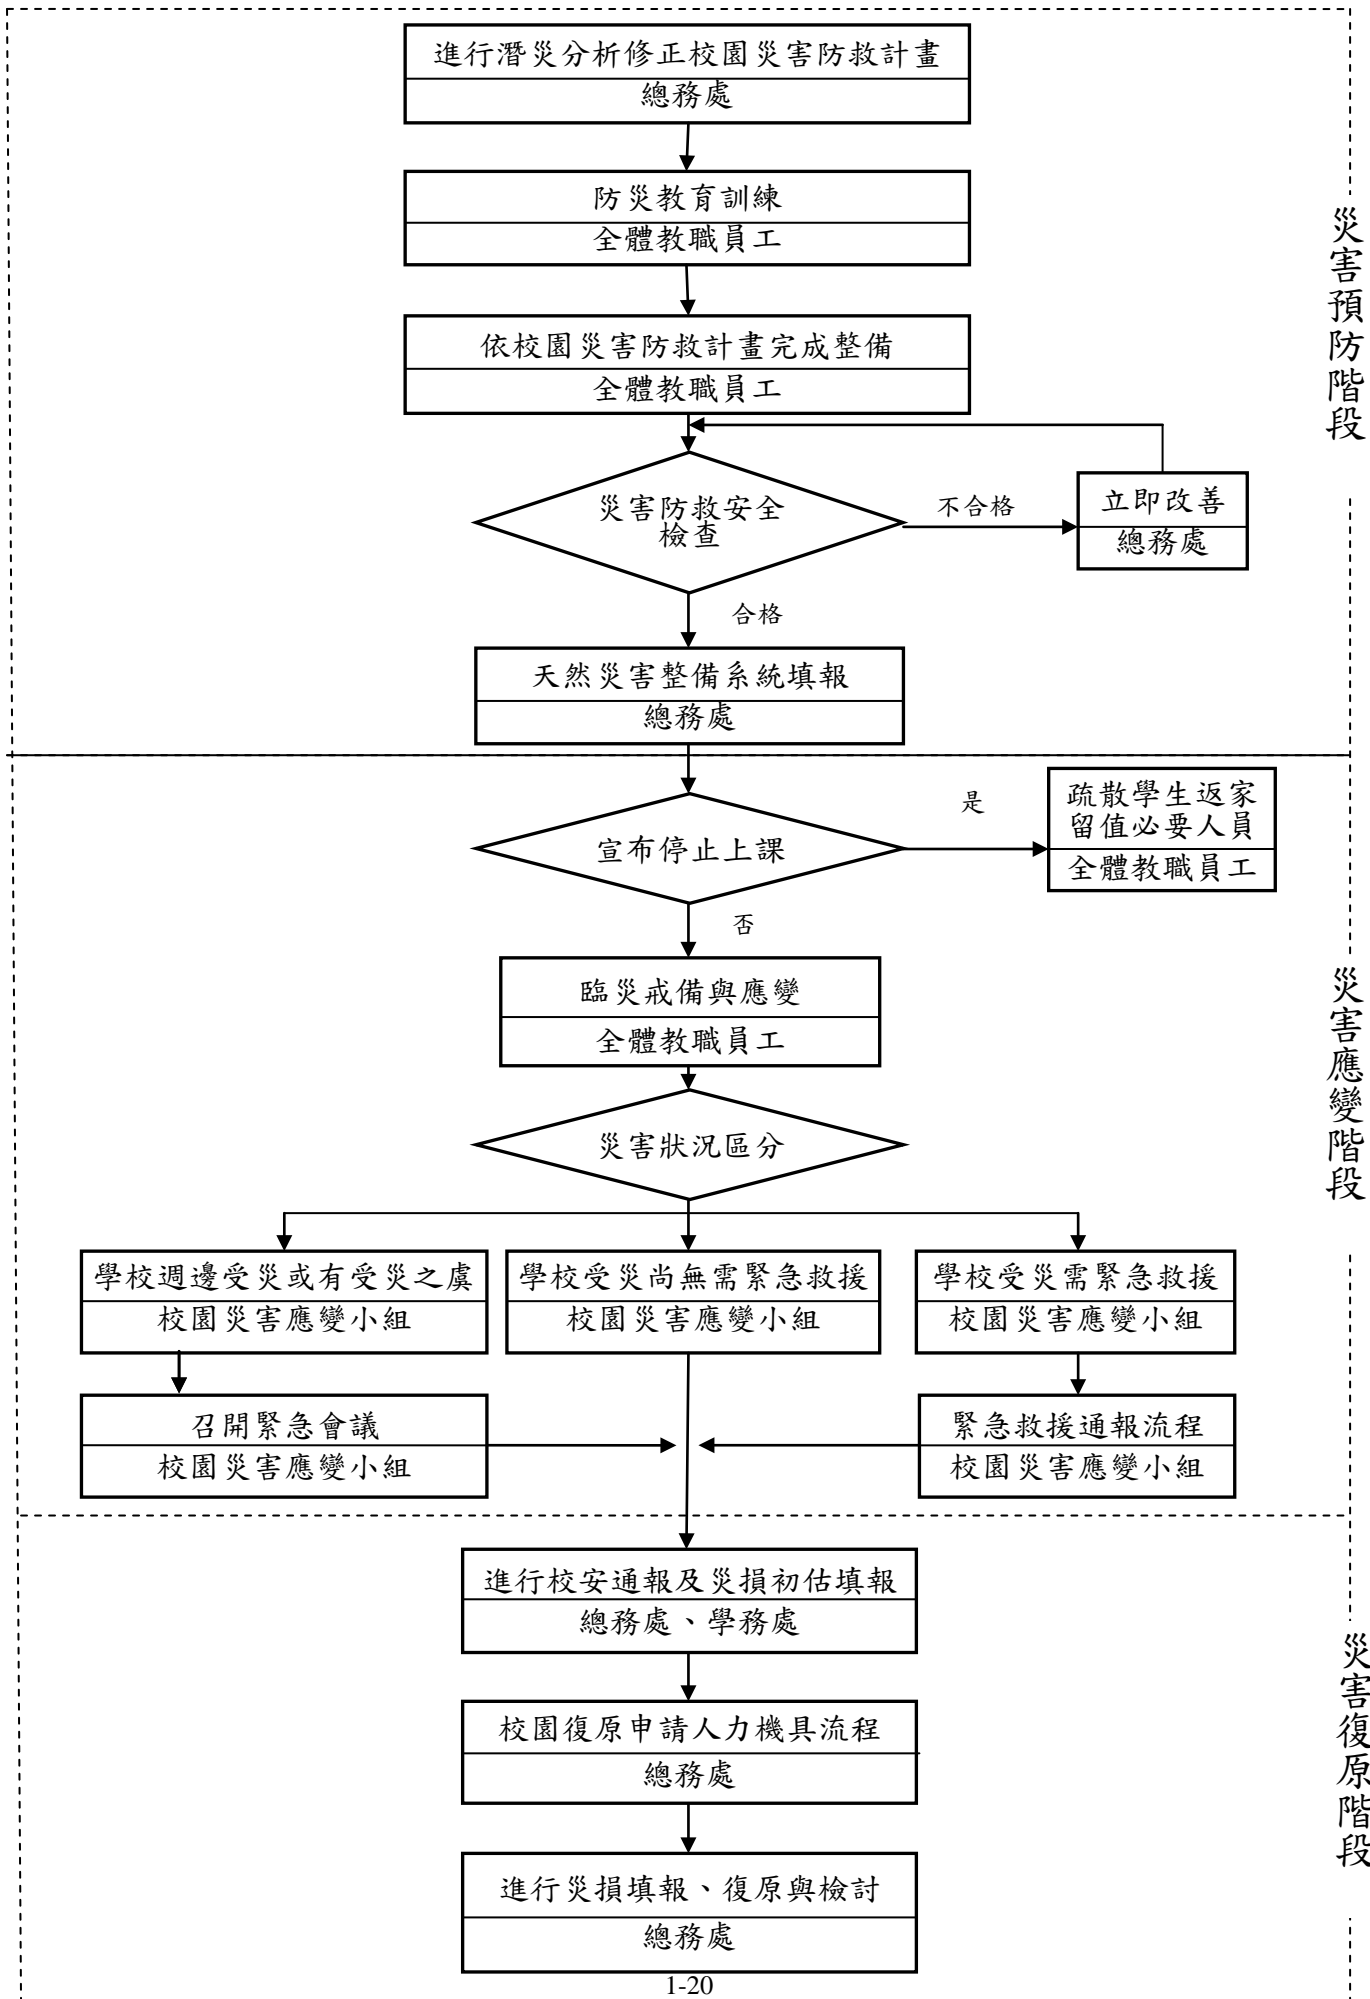 進行潛災分析修正校園災害防救計畫
總務處
防災教育訓練
全體教職員工
依校園災害防救計畫完成整備
全體教職員工
災害防救安全
檢查
不合格
立即改善
總務處
合格
天然災害整備系統填報
總務處
災害預防階段
宣布停止上課
是
疏散學生返家
留值必要人員
全體教職員工
否
臨災戒備與應變
全體教職員工
災害狀況區分
學校週邊受災或有受災之虞
校園災害應變小組
學校受災尚無需緊急救援
校園災害應變小組
學校受災需緊急救援
校園災害應變小組
召開緊急會議
校園災害應變小組
緊急救援通報流程
校園災害應變小組
災害應變階段
進行校安通報及災損初估填報
總務處、學務處
校園復原申請人力機具流程
總務處
進行災損填報、復原與檢討
總務處
災害復原階段
1-20